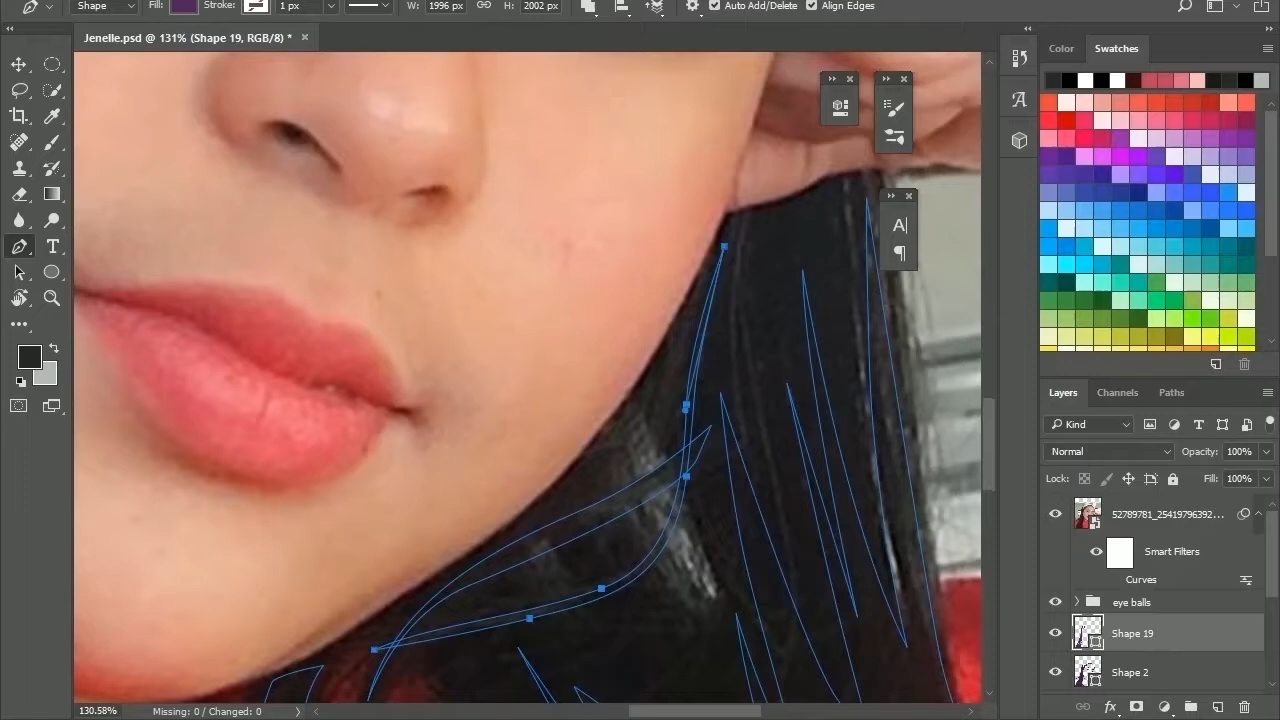 Shape Fill: Stroke: 1 px W: 1996 px H: 2002 px Auto Add/Delete Align Edges
Jenelle.psd @ 131% (Shape 19, RGB/8) *
Color Swatches
Layers Channels Paths
Kind
Normal Opacity: 100%
Lock: Fill: 100%
52789781_25419796392...
Smart Filters
Curves
eye balls
Shape 19
Shape 2
130.58% Missing: 0 / Changed: 0